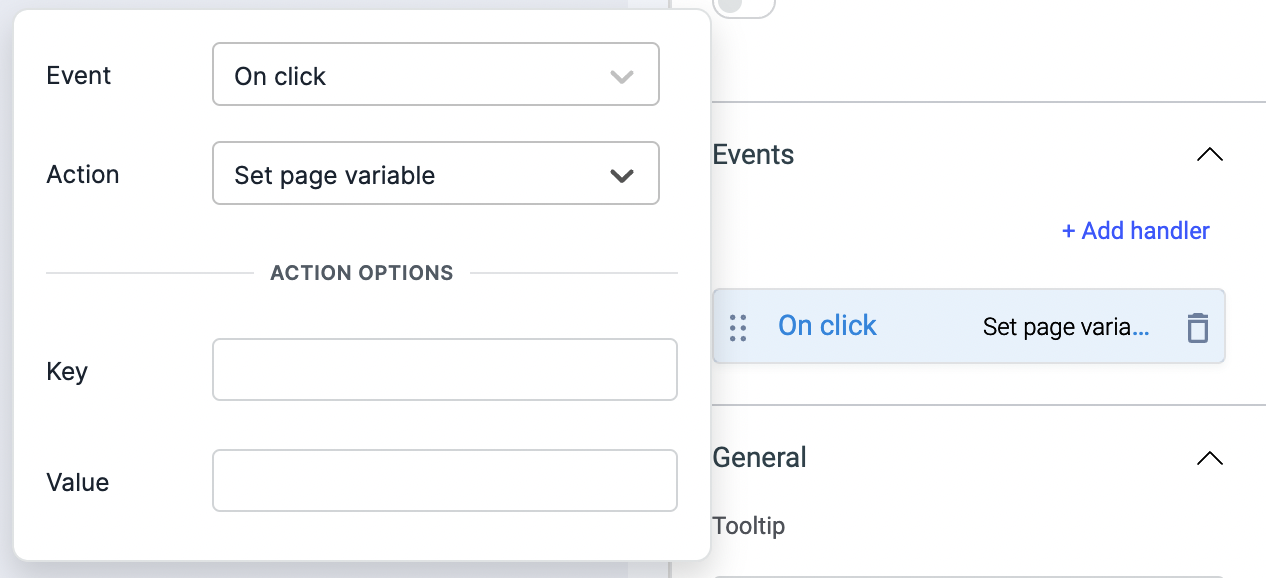 Event
On click
Action
Set page variable
ACTION OPTIONS
Key
Value
Events
+ Add handler
On click
Set page varia...
General
Tooltip